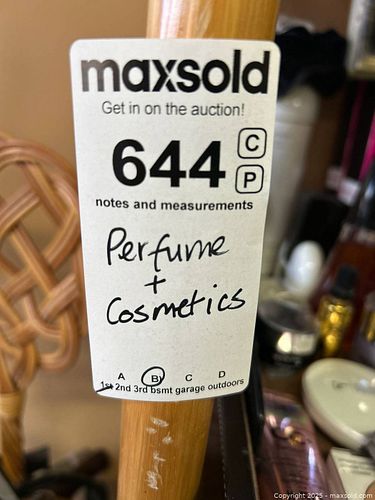 maxsold
Get in on the auction!
644
C
P
notes and measurements
Perfume
+
Cosmetics
A B C D
1st 2nd 3rd bsmt garage outdoors
Copyright 2025 - maxsold.com